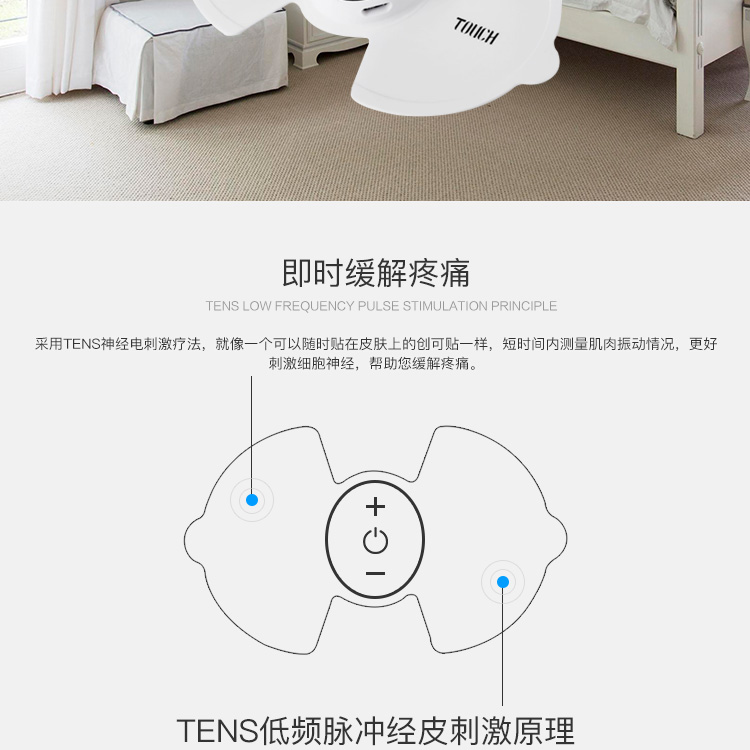 TOUCH
即时缓解疼痛
TENS LOW FREQUENCY PULSE STIMULATION PRINCIPLE
采用TENS神经电刺激疗法，就像一个可以随时贴在皮肤上的创可贴一样，短时间内测量肌肉振动情况，更好
刺激细胞神经，帮助您缓解疼痛。
TENS低频脉冲经皮刺激原理